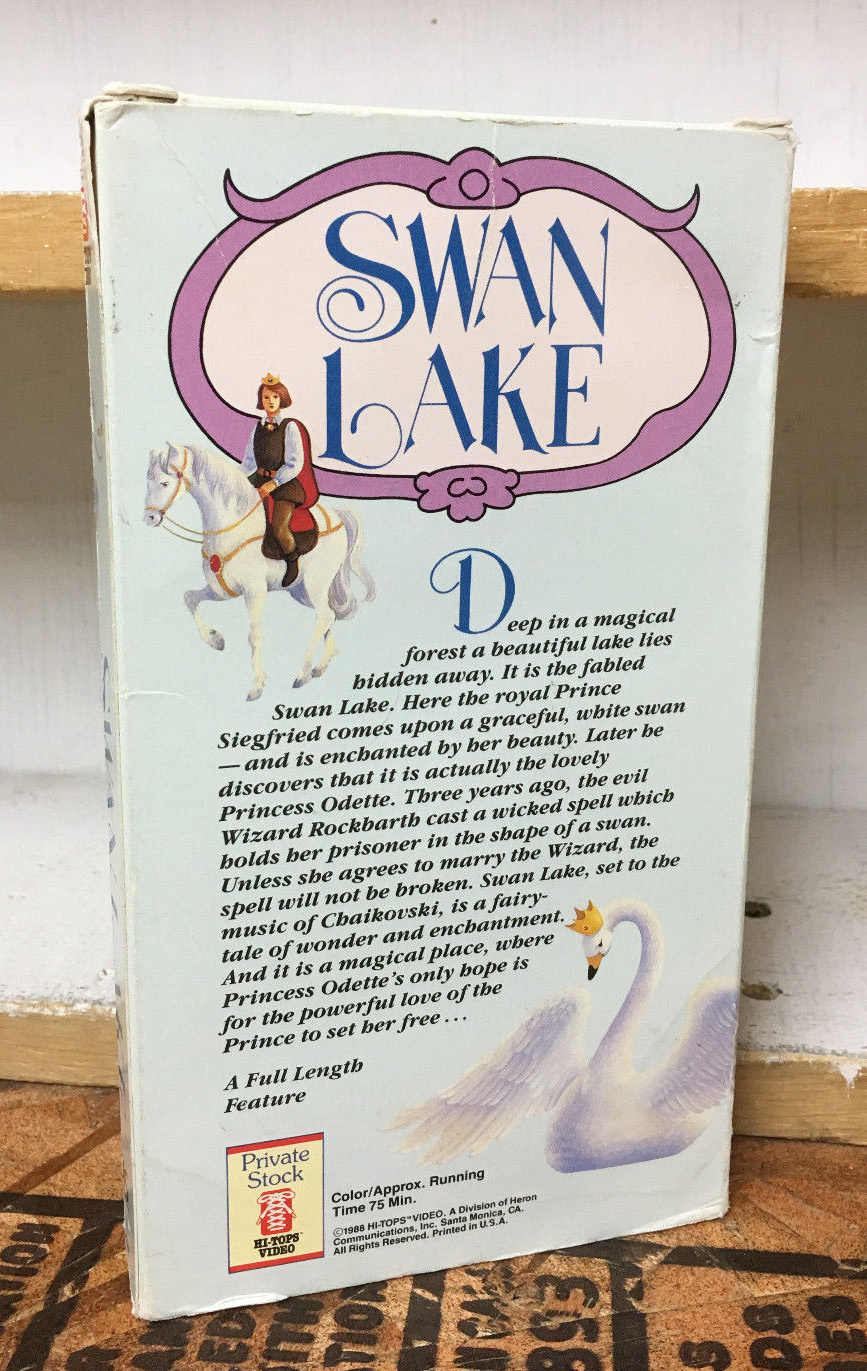 SWAN
LAKE
Deep in a magical
forest a beautiful lake lies
hidden away. It is the fabled
Swan Lake. Here the royal Prince
Siegfried comes upon a graceful, white swan
— and is enchanted by her beauty. Later he
discovers that it is actually the lovely
Princess Odette. Three years ago, the evil
Wizard Rockbarth cast a wicked spell which
holds her prisoner in the shape of a swan.
Unless she agrees to marry the Wizard, the
spell will not be broken. Swan Lake, set to the
music of Chaikovski, is a fairy-
tale of wonder and enchantment.
And it is a magical place, where
Princess Odette's only hope is
for the powerful love of the
Prince to set her free . . .
A Full Length
Feature
Private
Stock
HI-TOPS™
VIDEO
Color/Approx. Running
Time 75 Min.
©1988 HI-TOPS™ VIDEO. A Division of Heron
Communications, Inc. Santa Monica, CA.
All Rights Reserved. Printed in U.S.A.